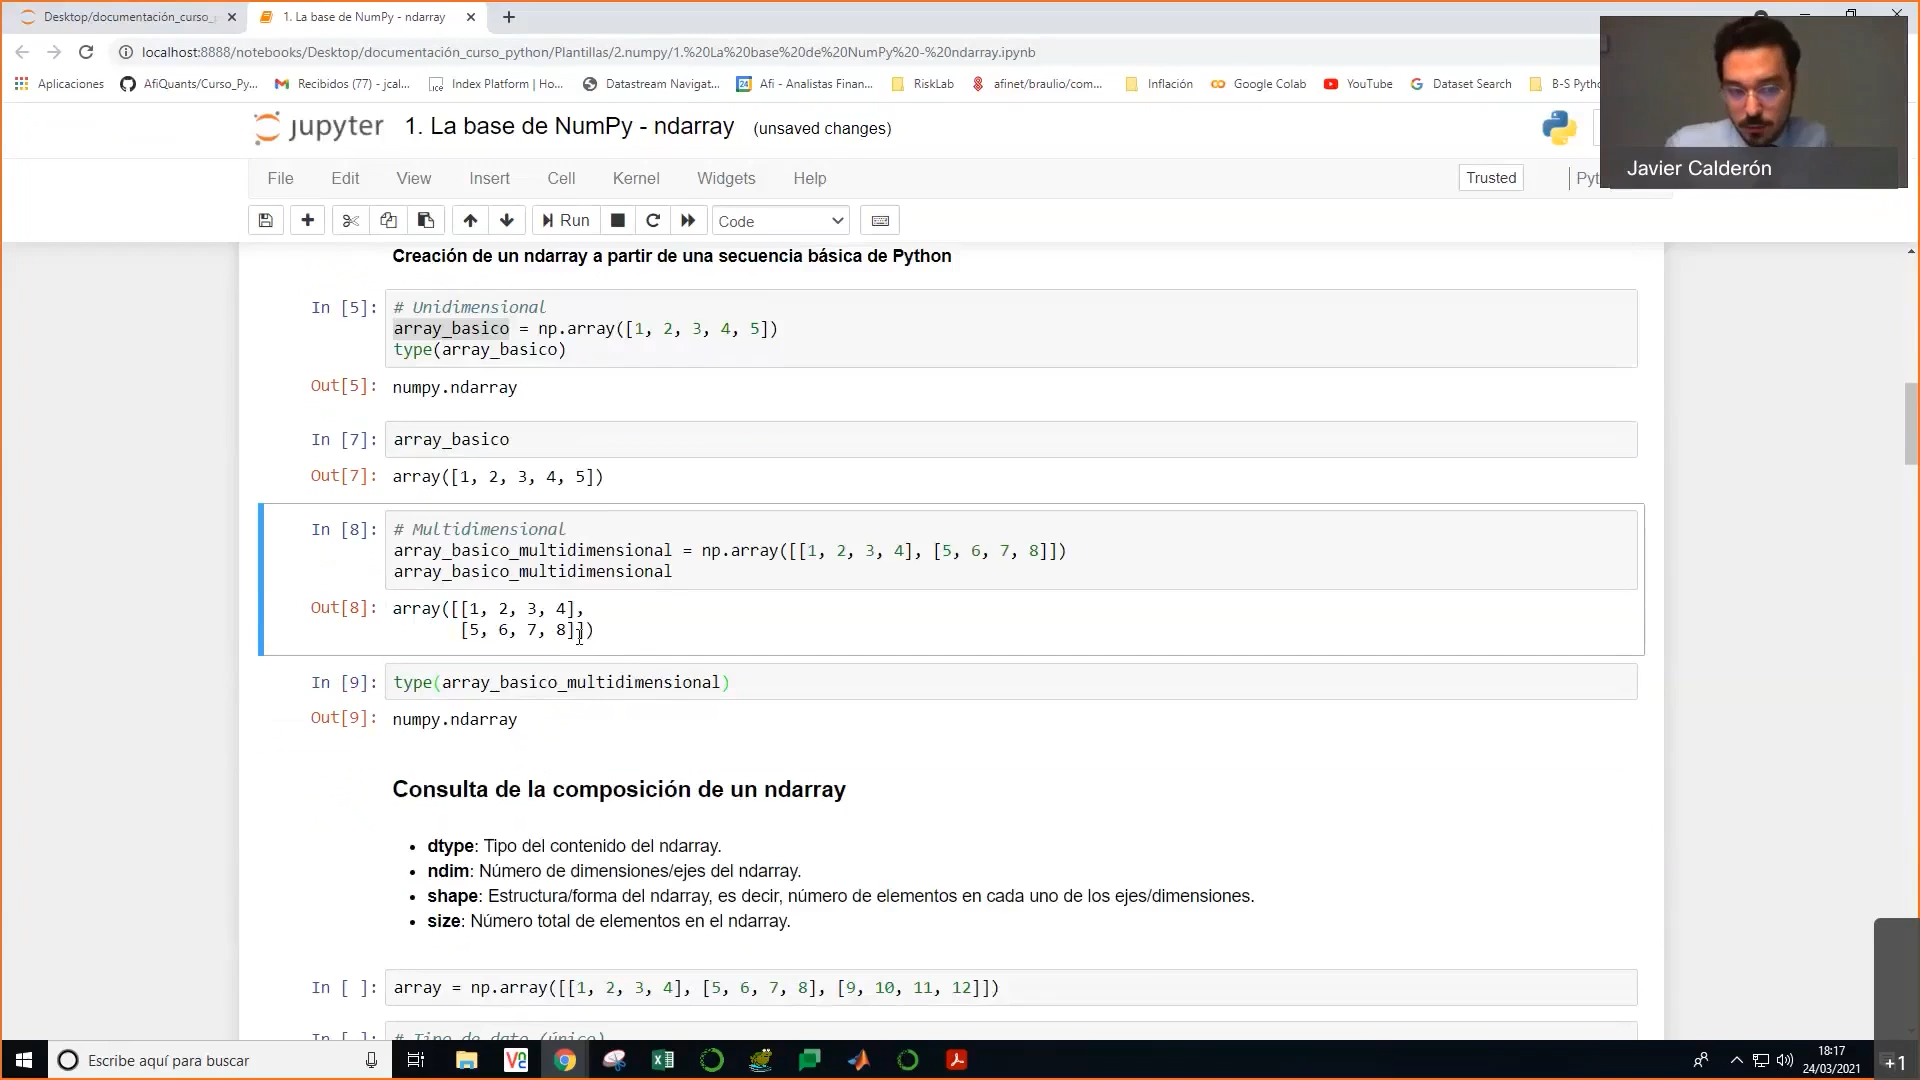 Desktop/documentación_curso_
1. La base de NumPy - ndarray
localhost:8888/notebooks/Desktop/documentación_curso_python/Plantillas/2.numpy/1.%20La%20base%20de%20NumPy%20-%20ndarray.ipynb
Aplicaciones
AfiQuants/Curso_Py...
Recibidos (77) - jcal...
Index Platform | Ho...
Datastream Navigat...
Afi - Analistas Finan...
RiskLab
afinet/braulio/com...
Inflación
Google Colab
YouTube
Dataset Search
B-S Pytho
jupyter
1. La base de NumPy - ndarray
(unsaved changes)
File
Edit
View
Insert
Cell
Kernel
Widgets
Help
Trusted
Pyt
Javier Calderón
Run
Code
Creación de un ndarray a partir de una secuencia básica de Python
In [5]:
# Unidimensional
array_basico = np.array([1, 2, 3, 4, 5])
type(array_basico)
Out[5]:
numpy.ndarray
In [7]:
array_basico
Out[7]:
array([1, 2, 3, 4, 5])
In [8]:
# Multidimensional
array_basico_multidimensional = np.array([[1, 2, 3, 4], [5, 6, 7, 8]])
array_basico_multidimensional
Out[8]:
array([[1, 2, 3, 4],
[5, 6, 7, 8]])
In [9]:
type(array_basico_multidimensional)
Out[9]:
numpy.ndarray
Consulta de la composición de un ndarray
• dtype: Tipo del contenido del ndarray.
• ndim: Número de dimensiones/ejes del ndarray.
• shape: Estructura/forma del ndarray, es decir, número de elementos en cada uno de los ejes/dimensiones.
• size: Número total de elementos en el ndarray.
In [ ]:
array = np.array([[1, 2, 3, 4], [5, 6, 7, 8], [9, 10, 11, 12]])
In [ ]:
# Tipo de dato (único)
Escribe aquí para buscar
18:17
24/03/2021
+1